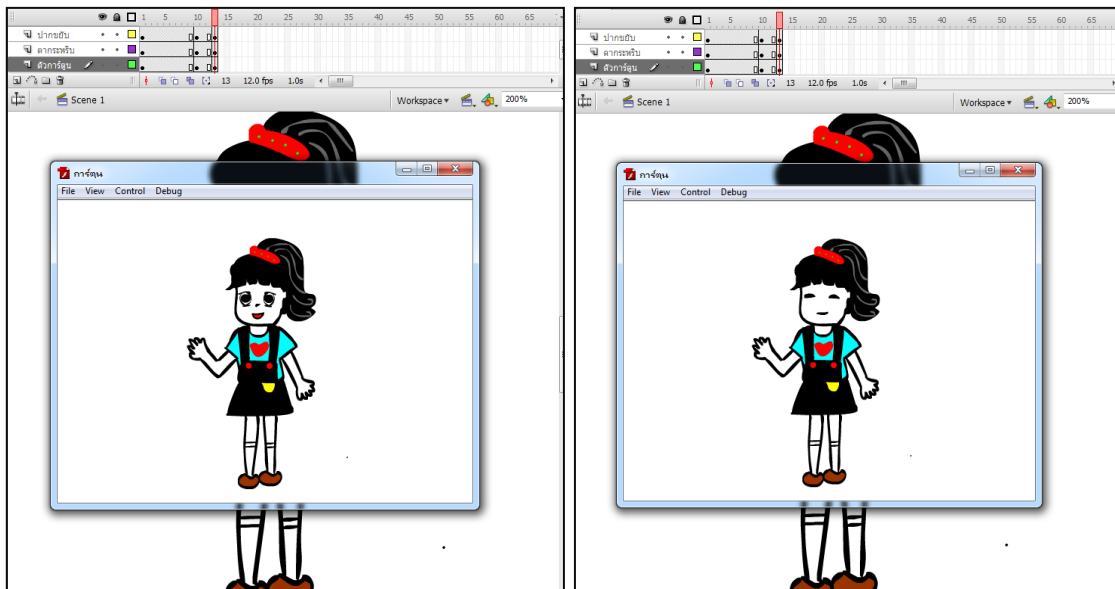 1 5 10 15 20 25 30 35 40 45 50 55 60 65 7
ปากขยับ
ตากระพริบ
ตัวการ์ตูน
13 12.0 fps 1.0s
Scene 1
Workspace
200%
การ์ตูน
File View Control Debug
1 5 10 15 20 25 30 35 40 45 50 55 60 65
ปากขยับ
ตากระพริบ
ตัวการ์ตูน
13 12.0 fps 1.0s
Scene 1
Workspace
200%
การ์ตูน
File View Control Debug